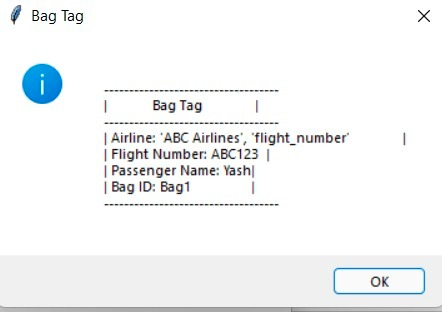 Bag Tag
-----------------------------------
|            Bag Tag              |
-----------------------------------
| Airline: 'ABC Airlines', 'flight_number'             |
| Flight Number: ABC123  |
| Passenger Name: Yash|
| Bag ID: Bag1               |
-----------------------------------
OK